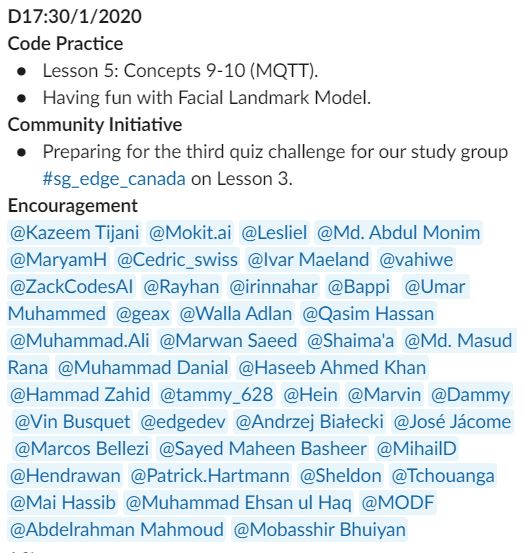 D17:30/1/2020
Code Practice
● Lesson 5: Concepts 9-10 (MQTT).
● Having fun with Facial Landmark Model.
Community Initiative
● Preparing for the third quiz challenge for our study group
#sg_edge_canada on Lesson 3.
Encouragement
@Kazeem Tijani @Mokit.ai @Lesliel @Md. Abdul Monim
@MaryamH @Cedric_swiss @Ivar Maeland @vahiwe
@ZackCodesAI @Rayhan @irinnahar @Bappi @Umar
Muhammed @geax @Walla Adlan @Qasim Hassan
@Muhammad.Ali @Marwan Saeed @Shaima'a @Md. Masud
Rana @Muhammad Danial @Haseeb Ahmed Khan
@Hammad Zahid @tammy_628 @Hein @Marvin @Dammy
@Vin Busquet @edgedev @Andrzej Białecki @José Jácome
@Marcos Bellezi @Sayed Maheen Basheer @MihailD
@Hendrawan @Patrick.Hartmann @Sheldon @Tchouanga
@Mai Hassib @Muhammad Ehsan ul Haq @MODF
@Abdelrahman Mahmoud @Mobasshir Bhuiyan